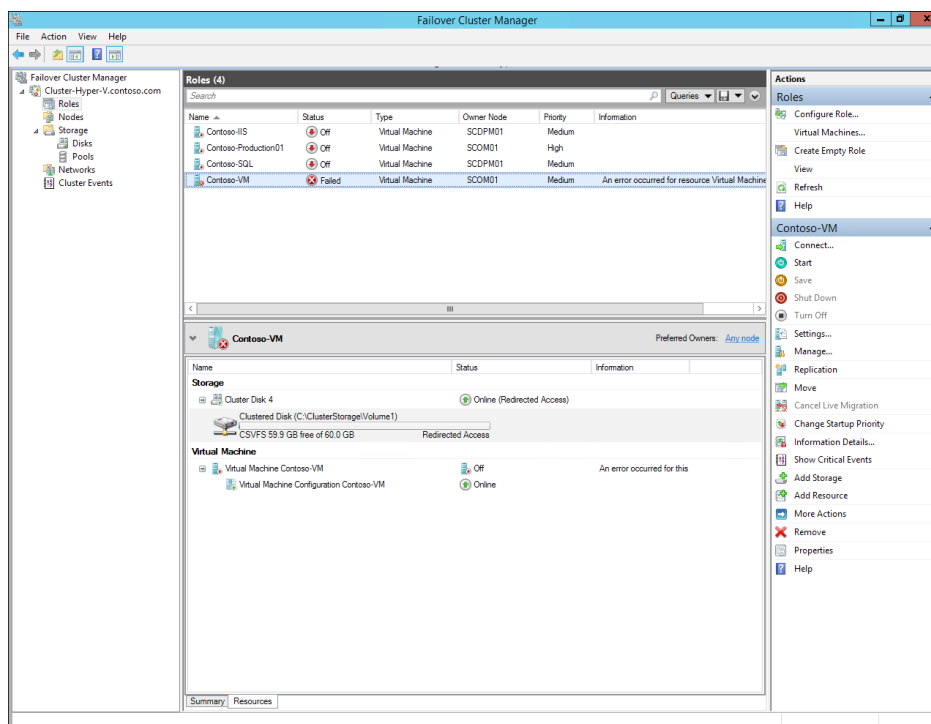 Failover Cluster Manager
File Action View Help
Failover Cluster Manager
Cluster-Hyper-V.contoso.com
Roles
Nodes
Storage
Disks
Pools
Networks
Cluster Events
Roles (4)
Search
Queries
Name Status Type Owner Node Priority Information
Contoso-IIS Off Virtual Machine SCDPM01 Medium
Contoso-Production01 Off Virtual Machine SCOM01 High
Contoso-SQL Off Virtual Machine SCDPM01 Medium
Contoso-VM Failed Virtual Machine SCOM01 Medium An error occurred for resource Virtual Machine
Contoso-VM Preferred Owners: Any node
Name Status Information
Storage
Cluster Disk 4 Online (Redirected Access)
Clustered Disk (C:\ClusterStorage\Volume1)
CSVFS 59.9 GB free of 60.0 GB Redirected Access
Virtual Machine
Virtual Machine Contoso-VM Off An error occurred for this
Virtual Machine Configuration Contoso-VM Online
Summary Resources
Actions
Roles
Configure Role...
Virtual Machines...
Create Empty Role
View
Refresh
Help
Contoso-VM
Connect...
Start
Save
Shut Down
Turn Off
Settings...
Manage...
Replication
Move
Cancel Live Migration
Change Startup Priority
Information Details...
Show Critical Events
Add Storage
Add Resource
More Actions
Remove
Properties
Help